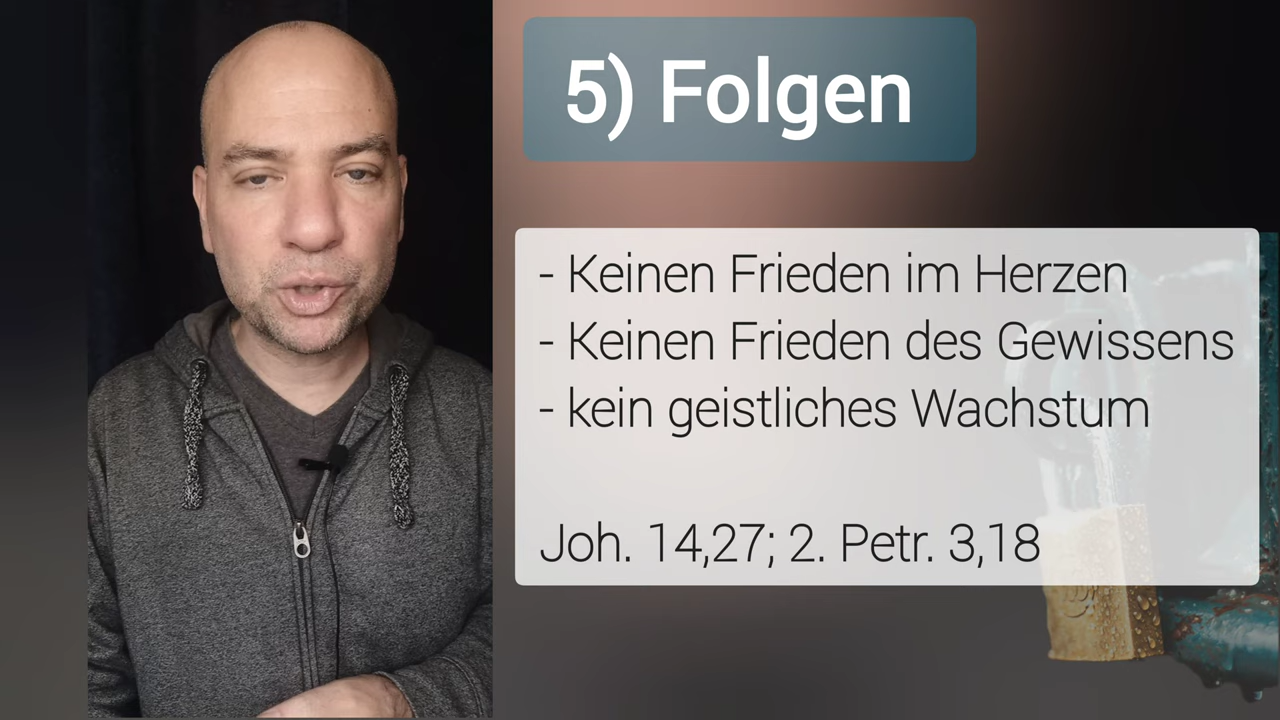 5) Folgen
- Keinen Frieden im Herzen
- Keinen Frieden des Gewissens
- kein geistliches Wachstum
Joh. 14,27; 2. Petr. 3,18